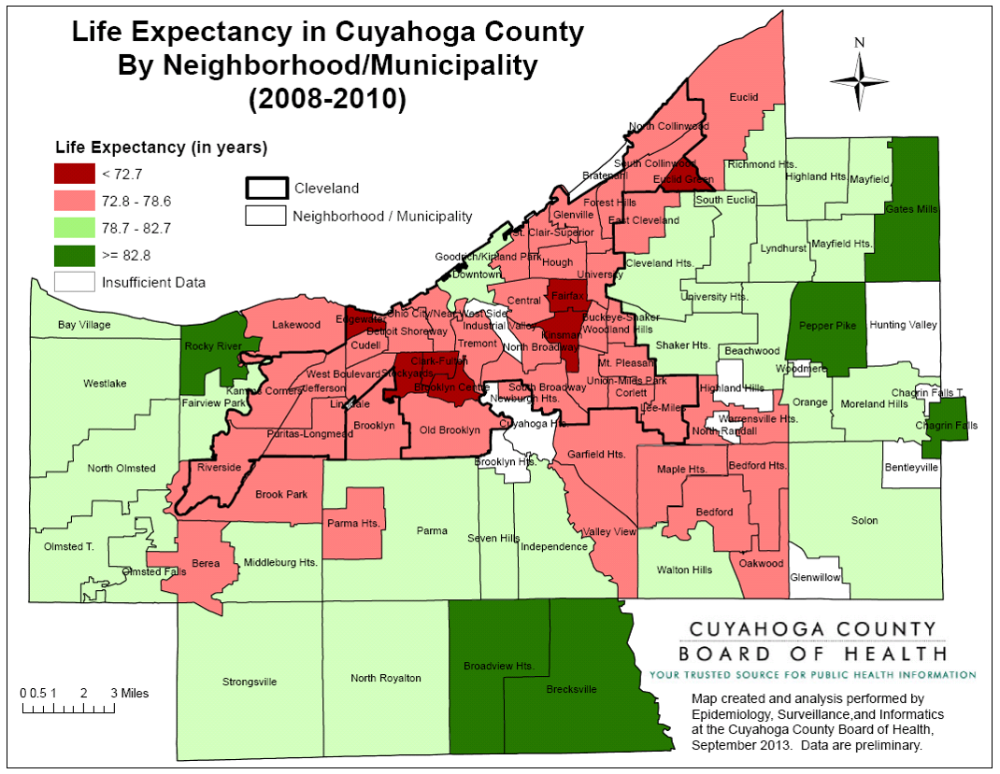 Life Expectancy in Cuyahoga County
By Neighborhood/Municipality
(2008-2010)
N
Life Expectancy (in years)
< 72.7
72.8 - 78.6
78.7 - 82.7
>= 82.8
Insufficient Data
Cleveland
Neighborhood / Municipality
Euclid
North Collinwood
South Collinwood
Bratenahl
Euclid Green
Richmond Hts.
Highland Hts.
Mayfield
Gates Mills
Forest Hills
Glenville
South Euclid
East Cleveland
St. Clair-Superior
Lyndhurst
Mayfield Hts.
Goodrich/Kirtland Park
Hough
Cleveland Hts.
Downtown
University
Central
Fairfax
University Hts.
Ohio City/Near West Side
Edgewater
Buckeye-Shaker
Bay Village
Lakewood
Detroit Shoreway
Industrial Valley
Woodland Hills
Pepper Pike
Hunting Valley
Kinsman
Rocky River
Cudell
Tremont
North Broadway
Shaker Hts.
Beachwood
Clark-Fulton
Mt. Pleasant
Woodmere
West Boulevard
Stockyards
Union-Miles Park
Westlake
Jefferson
Brooklyn Centre
South Broadway
Highland Hills
Kamms Corners
Corlett
Chagrin Falls T.
Fairview Park
Linndale
Newburgh Hts.
Orange
Moreland Hills
Lee-Miles
Warrensville Hts.
Cuyahoga Hts.
Brooklyn
Chagrin Falls
Puritas-Longmead
Old Brooklyn
North Randall
Garfield Hts.
Brooklyn Hts.
North Olmsted
Riverside
Maple Hts.
Bedford Hts.
Bentleyville
Brook Park
Bedford
Solon
Parma Hts.
Parma
Valley View
Seven Hills
Olmsted T.
Independence
Berea
Middleburg Hts.
Oakwood
Olmsted Falls
Walton Hills
Glenwillow
Strongsville
North Royalton
Broadview Hts.
Brecksville
0 0.5 1 2 3 Miles
CUYAHOGA COUNTY
BOARD OF HEALTH
YOUR TRUSTED SOURCE FOR PUBLIC HEALTH INFORMATION
Map created and analysis performed by
Epidemiology, Surveillance,and Informatics
at the Cuyahoga County Board of Health,
September 2013. Data are preliminary.